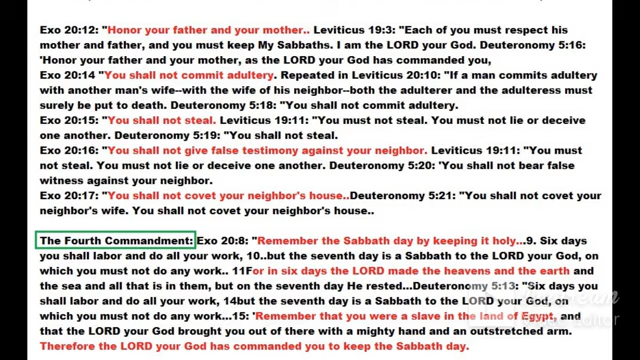 Exo 20:12: "Honor your father and your mother.. Leviticus 19:3: "Each of you must respect his
mother and father, and you must keep My Sabbaths. I am the LORD your God. Deuteronomy 5:16:
'Honor your father and your mother, as the LORD your God has commanded you,
Exo 20:14 "You shall not commit adultery. Repeated in Leviticus 20:10: "If a man commits adultery
with another man's wife--with the wife of his neighbor--both the adulterer and the adulteress must
surely be put to death. Deuteronomy 5:18: "You shall not commit adultery.
Exo 20:15: "You shall not steal. Leviticus 19:11: "You must not steal. You must not lie or deceive
one another. Deuteronomy 5:19: "You shall not steal.
Exo 20:16: "You shall not give false testimony against your neighbor. Leviticus 19:11: "You must
not steal. You must not lie or deceive one another. Deuteronomy 5:20: 'You shall not bear false
witness against your neighbor.
Exo 20:17: "You shall not covet your neighbor's house..Deuteronomy 5:21: "You shall not covet your
neighbor's wife. You shall not covet your neighbor's house..
The Fourth Commandment: Exo 20:8: "Remember the Sabbath day by keeping it holy...9. Six days
you shall labor and do all your work, 10..but the seventh day is a Sabbath to the LORD your God, on
which you must not do any work.. 11For in six days the LORD made the heavens and the earth and
the sea and all that is in them, but on the seventh day He rested...Deuteronomy 5:13: "Six days you
shall labor and do all your work, 14but the seventh day is a Sabbath to the LORD your God, on
which you must not do any work...15: 'Remember that you were a slave in the land of Egypt, and
that the LORD your God brought you out of there with a mighty hand and an outstretched arm.
Therefore the LORD your God has commanded you to keep the Sabbath day.